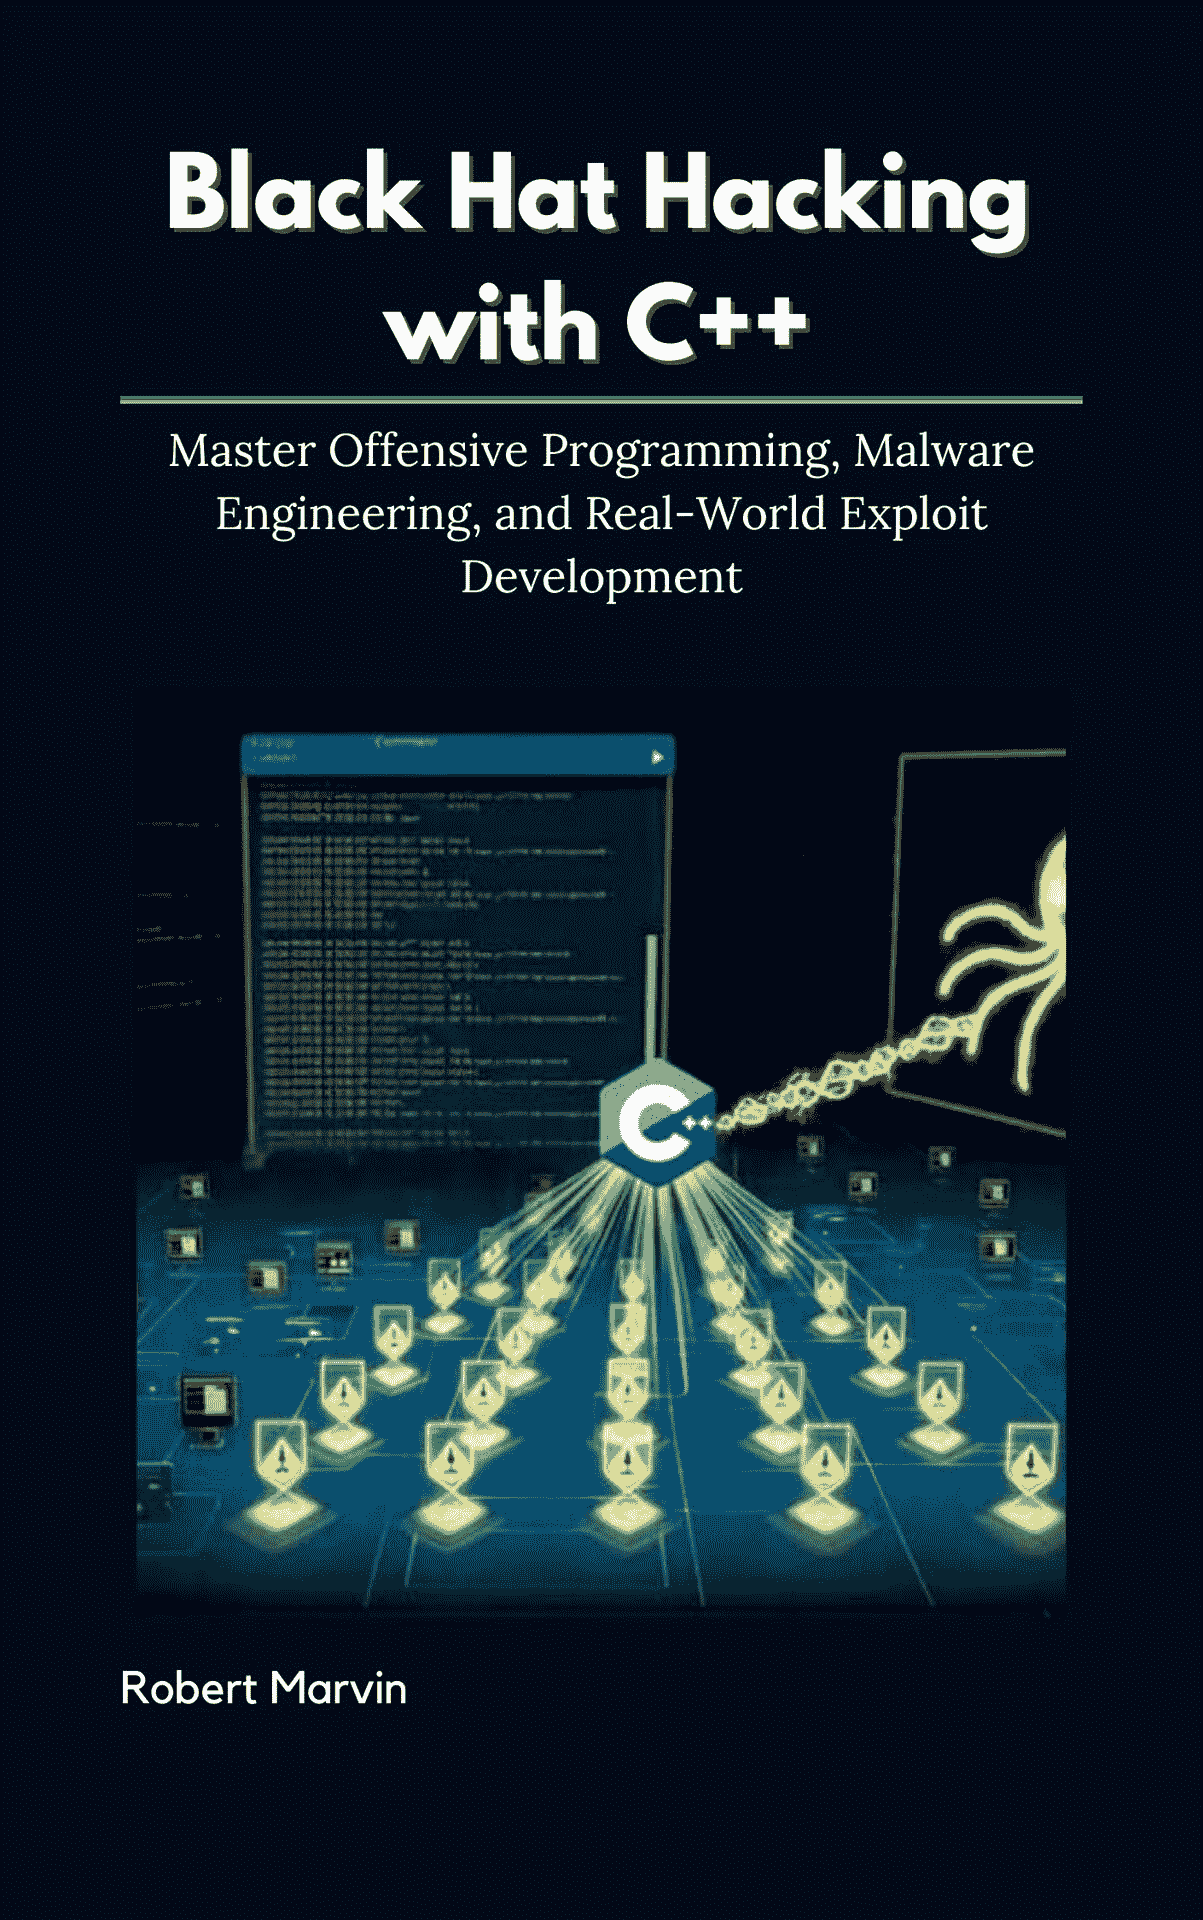 Black Hat Hacking
with C++
Master Offensive Programming, Malware
Engineering, and Real-World Exploit
Development
C++
Robert Marvin